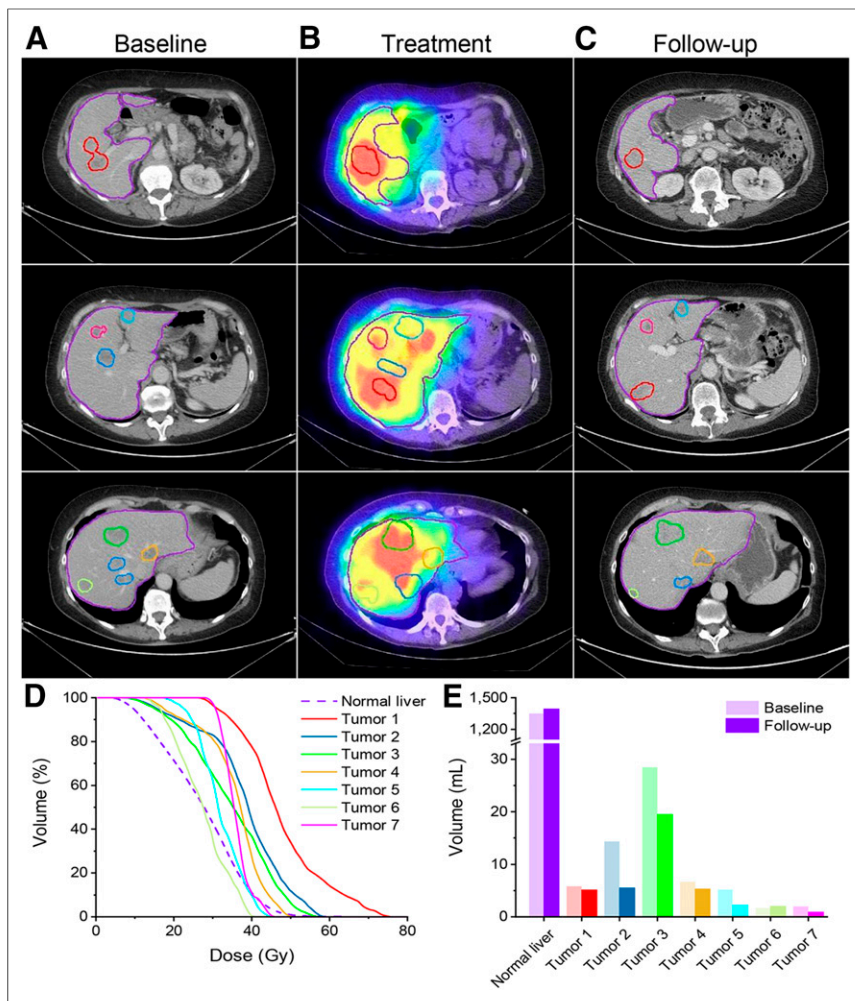 A Baseline B Treatment C Follow-up
D
100
80
60
40
20
0
Volume (%)
0 20 40 60 80
Dose (Gy)
Normal liver
Tumor 1
Tumor 2
Tumor 3
Tumor 4
Tumor 5
Tumor 6
Tumor 7
E
1,500
1,200
30
20
10
0
Volume (mL)
Baseline
Follow-up
Normal liver
Tumor 1
Tumor 2
Tumor 3
Tumor 4
Tumor 5
Tumor 6
Tumor 7